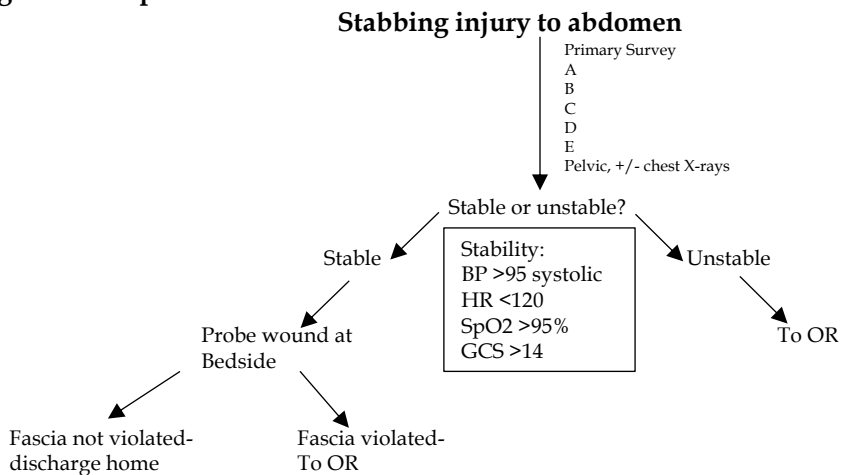 Stabbing injury to abdomen
Primary Survey
A
B
C
D
E
Pelvic, +/- chest X-rays
Stable or unstable?
Stable
Stability:
BP >95 systolic
HR <120
SpO2 >95%
GCS >14
Unstable
Probe wound at
Bedside
To OR
Fascia not violated-
discharge home
Fascia violated-
To OR